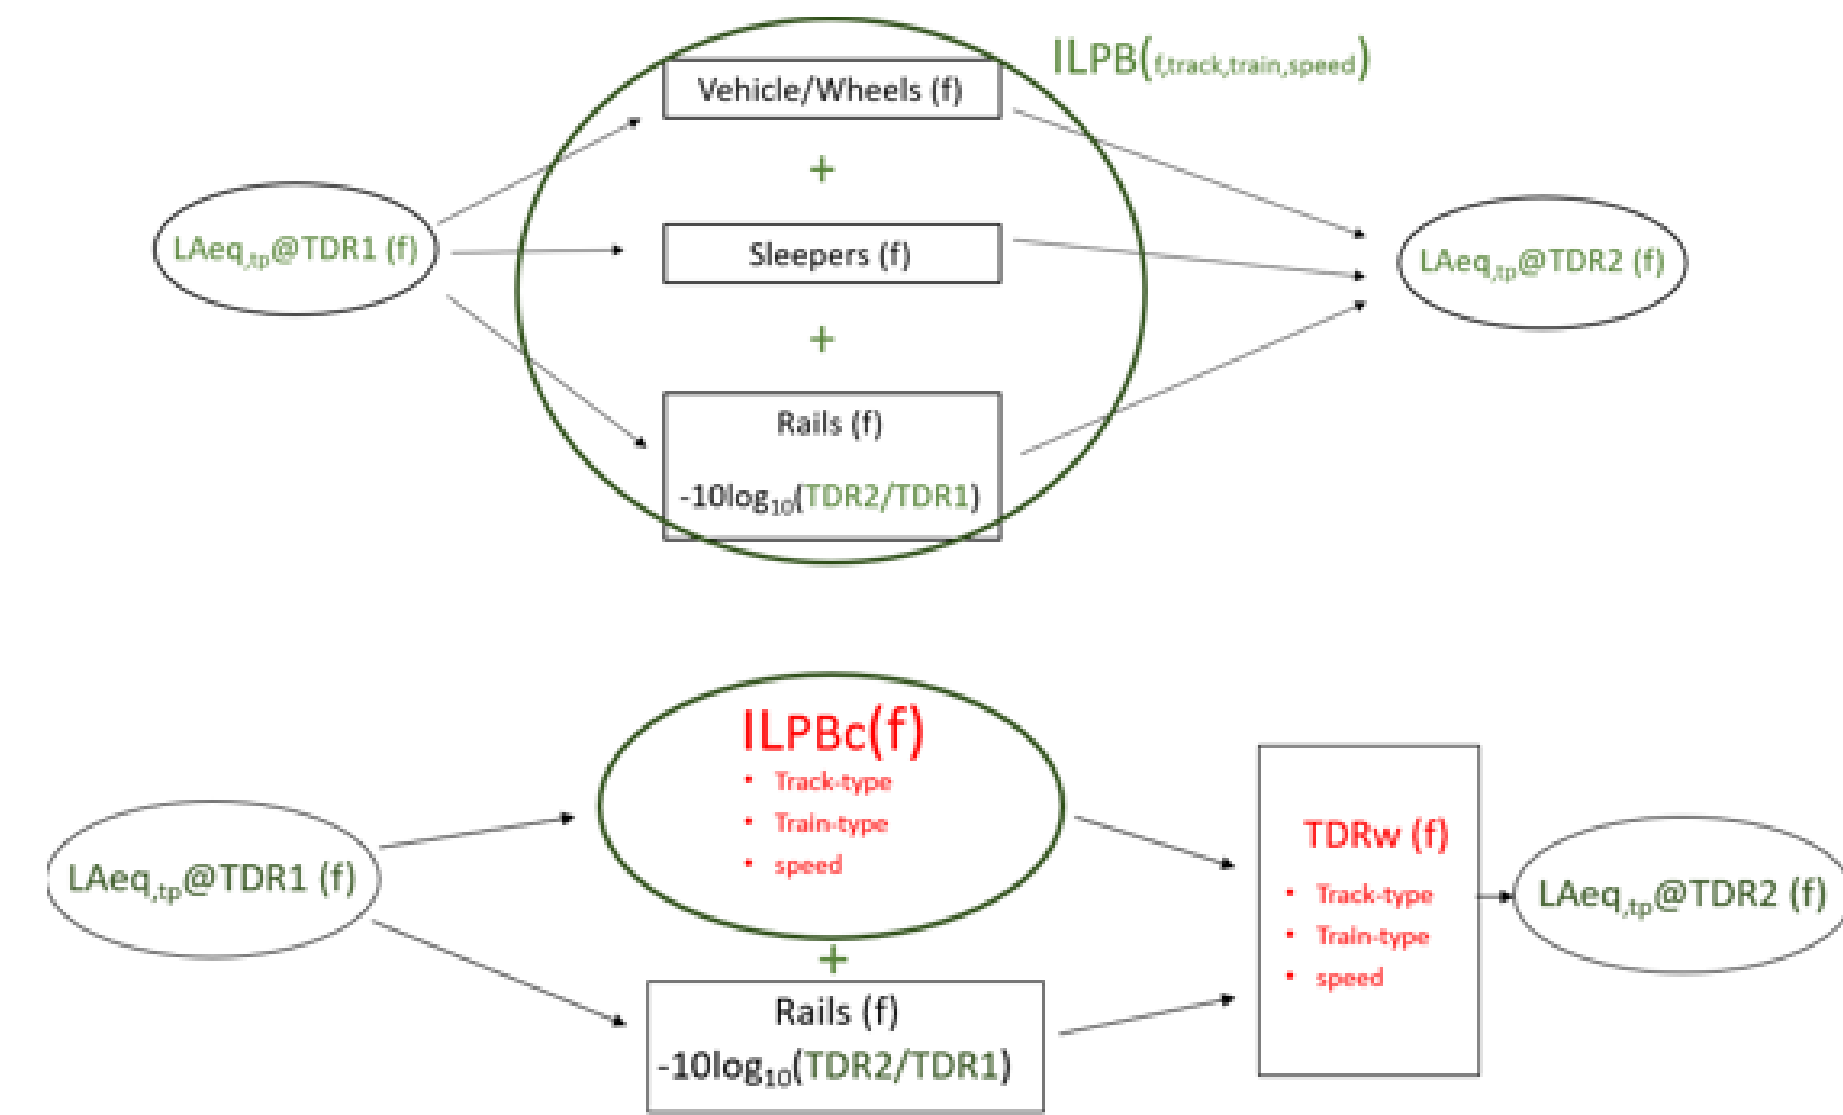 ILPB(f,track,train,speed)
Vehicle/Wheels (f)
+
LAeq,tp@TDR1 (f)
Sleepers (f)
LAeq,tp@TDR2 (f)
+
Rails (f)
-10log10(TDR2/TDR1)
ILPBc(f)
• Track-type
• Train-type
• speed
LAeq,tp@TDR1 (f)
TDRw (f)
• Track-type
• Train-type
• speed
LAeq,tp@TDR2 (f)
+
Rails (f)
-10log10(TDR2/TDR1)